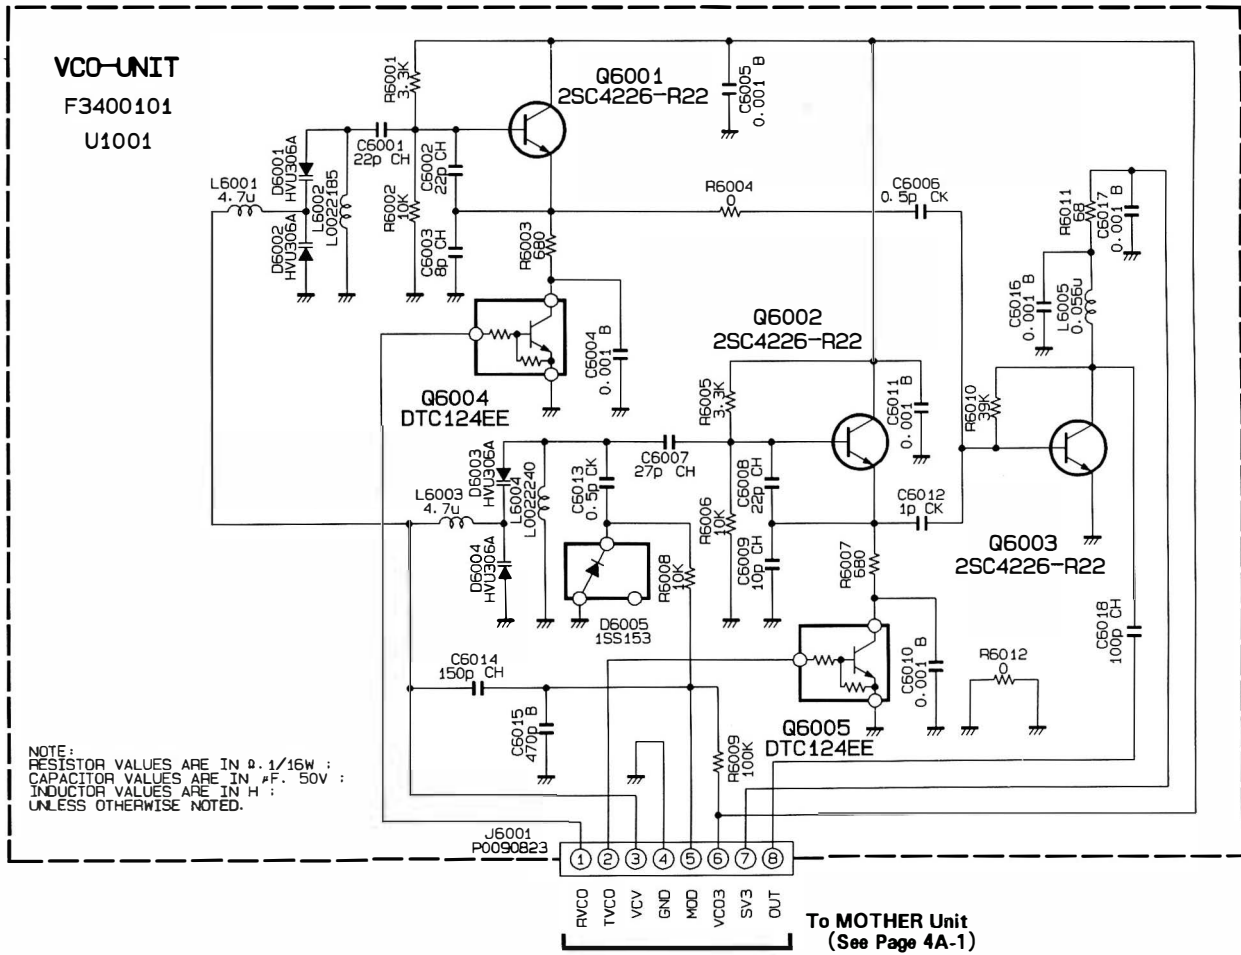 VCO-UNIT
F3400101
U1001
R6001
3.3K
Q6001
2SC4226-R22
C6005
0.001 B
D6001
HVU306A
C6001
22p CH
C6002
22p CH
L6001
4.7u
L6002
L0022185
D6002
HVU306A
R6002
10K
C6003
8p CH
R6003
680
R6004
0
C6006
0.5p CK
R6011
68
C6017
0.001 B
C6016
0.001 B
L6005
0.056u
C6004
0.001 B
Q6004
DTC124EE
Q6002
2SC4226-R22
R6005
3.3K
C6011
0.001 B
R6010
39K
D6003
HVU306A
L6004
L0022240
L6003
4.7u
D6004
HVU306A
C6013
0.5p CK
C6007
27p CH
C6008
22p CH
R6006
10K
C6009
10p CH
C6012
1p CK
R6007
680
Q6003
2SC4226-R22
R6008
10K
D6005
1SS153
C6018
100p CH
C6014
150p CH
C6015
470p B
R6009
100K
C6010
0.001 B
R6012
0
Q6005
DTC124EE
NOTE:
RESISTOR VALUES ARE IN Ω. 1/16W ;
CAPACITOR VALUES ARE IN µF. 50V ;
INDUCTOR VALUES ARE IN H ;
UNLESS OTHERWISE NOTED.
J6001
P0090823
1 2 3 4 5 6 7 8
RVCO
TVCO
VCV
GND
MOD
VCO3
SV3
OUT
To MOTHER Unit
(See Page 4A-1)